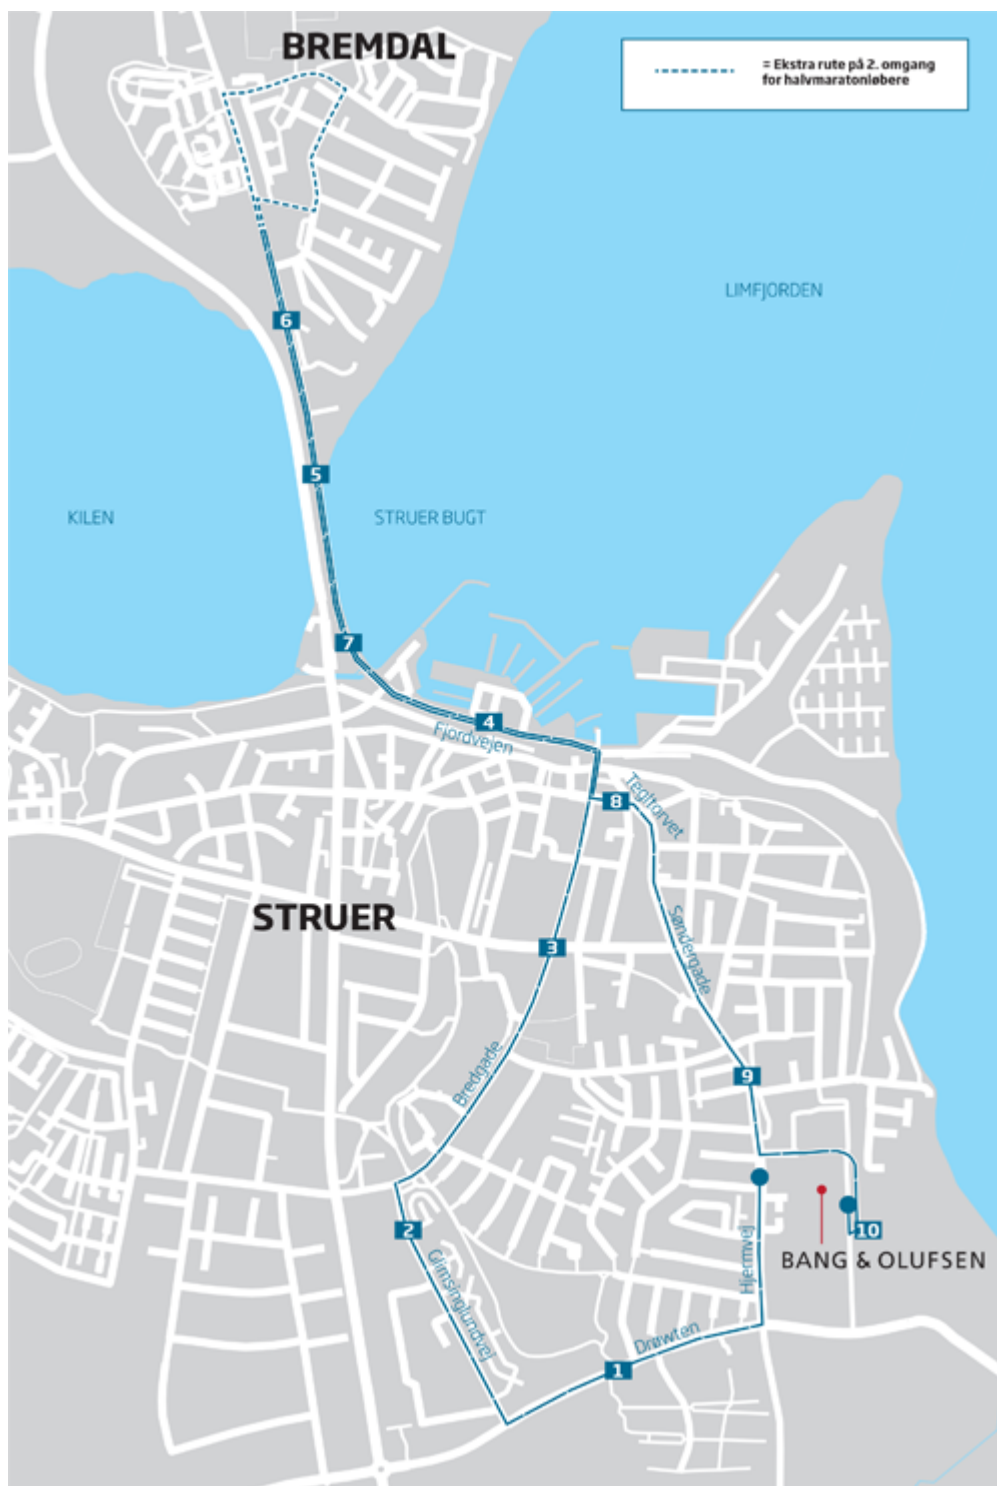 BREMDAL
= Ekstra rute på 2. omgang
for halvmaratonløbere
LIMFJORDEN
6
5
KILEN
STRUER BUGT
7
4
Fjordvejen
Tegltorvet
8
STRUER
3
Søndergade
Bredgade
9
2
10
BANG & OLUFSEN
Hjermvej
Glimsinglundvej
Drøwten
1